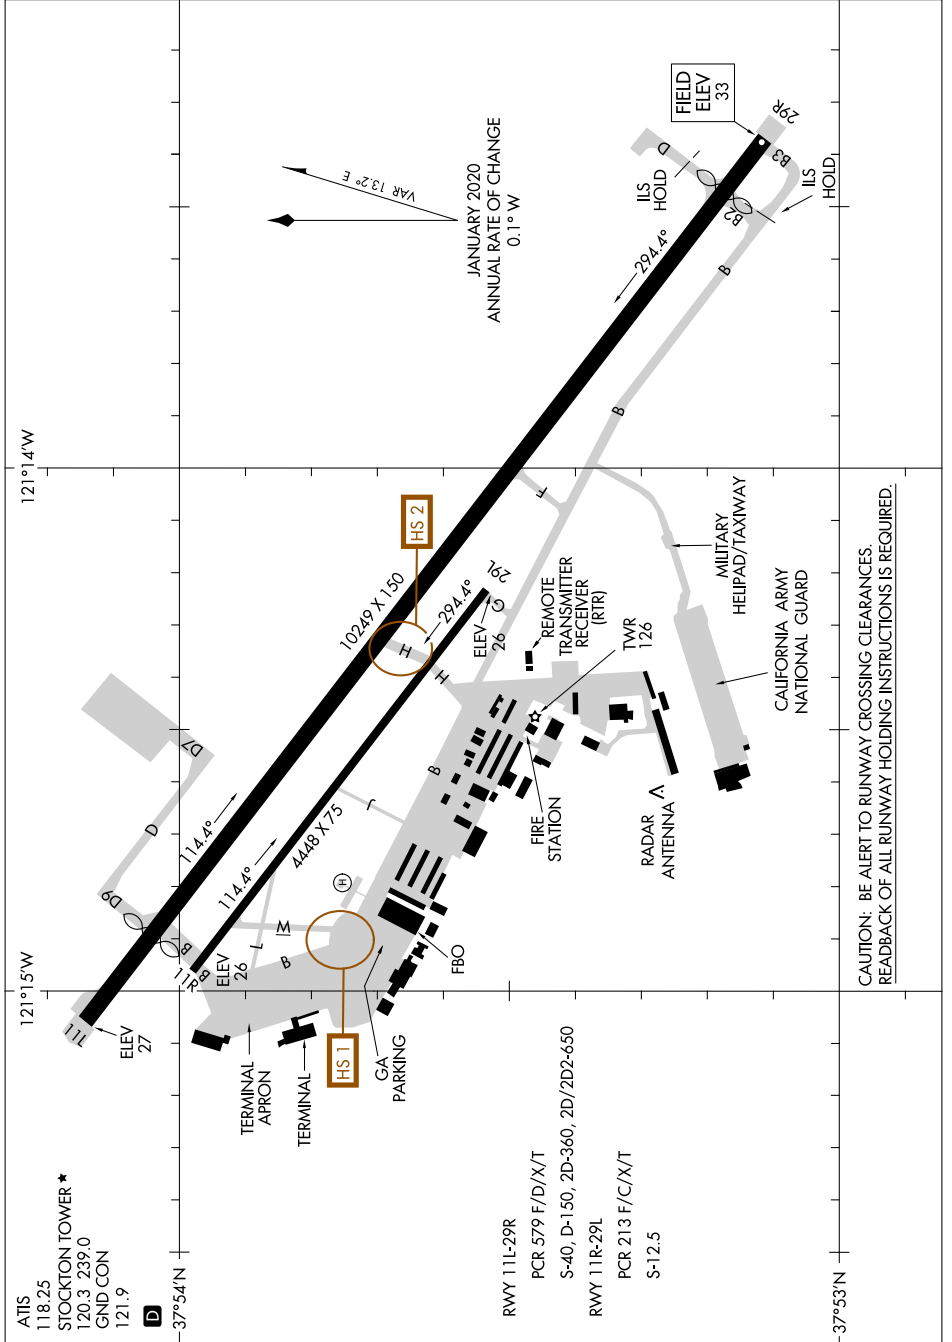 ATIS
118.25
STOCKTON TOWER ★
120.3 239.0
GND CON
121.9
D
37°54'N
37°53'N
121°15'W
121°14'W
JANUARY 2020
ANNUAL RATE OF CHANGE
0.1° W
VAR 13.2° E
FIELD
ELEV
33
29R
B3
ILS
HOLD
D
ILS
HOLD
B2
B
294.4°
B
F
HS 2
10249 X 150
H
294.4°
29L
G
ELEV
26
H
REMOTE
TRANSMITTER
RECEIVER
(RTR)
TWR
126
MILITARY
HELIPAD/TAXIWAY
CALIFORNIA ARMY
NATIONAL GUARD
D7
D
114.4°
B
J
4448 X 75
114.4°
FIRE
STATION
RADAR
ANTENNA
D9
H
M
L
B
B
B
11R
ELEV
26
FBO
11L
ELEV
27
TERMINAL
APRON
TERMINAL
HS 1
GA
PARKING
RWY 11L-29R
PCR 579 F/D/X/T
S-40, D-150, 2D-360, 2D/2D2-650
RWY 11R-29L
PCR 213 F/C/X/T
S-12.5
CAUTION: BE ALERT TO RUNWAY CROSSING CLEARANCES.
READBACK OF ALL RUNWAY HOLDING INSTRUCTIONS IS REQUIRED.